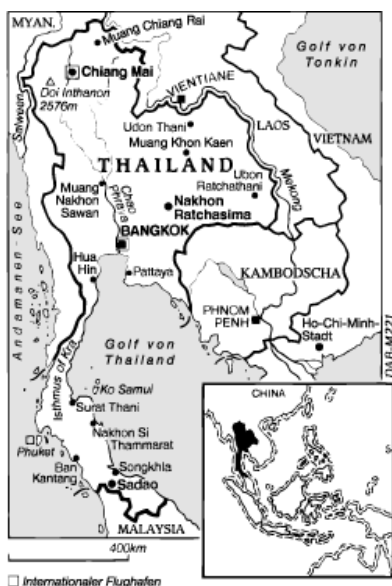 MYAN.
Muang Chiang Rai
Golf von
Tonkin
Chiang Mai
Doi Inthanon
2576m
Salween
VIENTIANE
Udon Thani
LAOS
Muang Khon Kaen
VIETNAM
THAILAND
Ubon
Ratchathani
Mekong
Muang
Nakhon
Sawan
Chao
Phraya
Nakhon
Ratchasima
BANGKOK
Andamanen-See
Hua
Hin
Pattaya
KAMBODSCHA
PHNOM
PENH
Ho-Chi-Minh-
Stadt
Golf von
Thailand
Isthmus of Kra
Ko Samui
Surat Thani
CHINA
Nakhon Si
Thammarat
Phuket
Ban
Kantang
Songkhla
Sadao
MALAYSIA
400km
Internationaler Flughafen